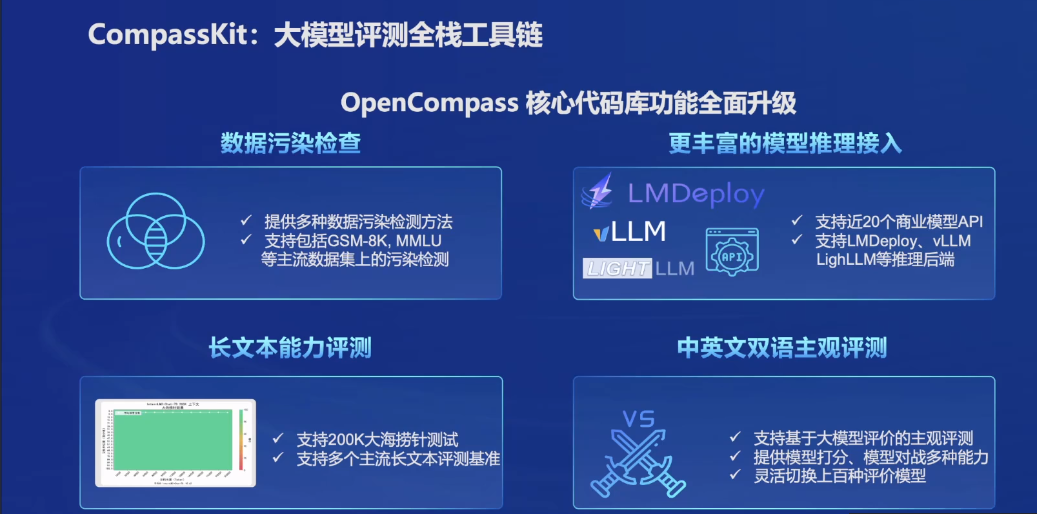 CompassKit：大模型评测全栈工具链
OpenCompass 核心代码库功能全面升级
数据污染检查
✓ 提供多种数据污染检测方法
✓ 支持包括GSM-8K, MMLU
等主流数据集上的污染检测
更丰富的模型推理接入
LMDeploy
vLLM
LIGHT LLM
API
✓ 支持近20个商业模型API
✓ 支持LMDeploy、vLLM
LighLLM等推理后端
长文本能力评测
✓ 支持200K大海捞针测试
✓ 支持多个主流长文本评测基准
中英文双语主观评测
VS
✓ 支持基于大模型评价的主观评测
✓ 提供模型打分、模型对战多种能力
✓ 灵活切换上百种评价模型